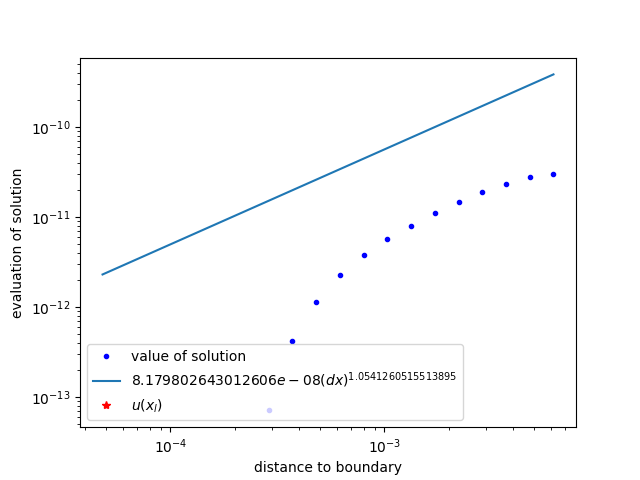 10⁻¹⁰
10⁻¹¹
10⁻¹²
10⁻¹³
evaluation of solution
value of solution
8.179802643012606e − 08(dx)^1.0541260515513895
u(x_l)
10⁻⁴ 10⁻³
distance to boundary